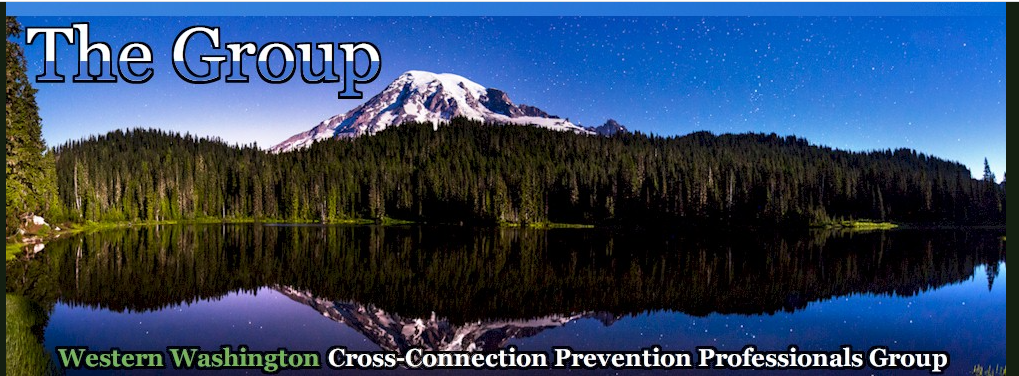 The Group
Western Washington Cross-Connection Prevention Professionals Group